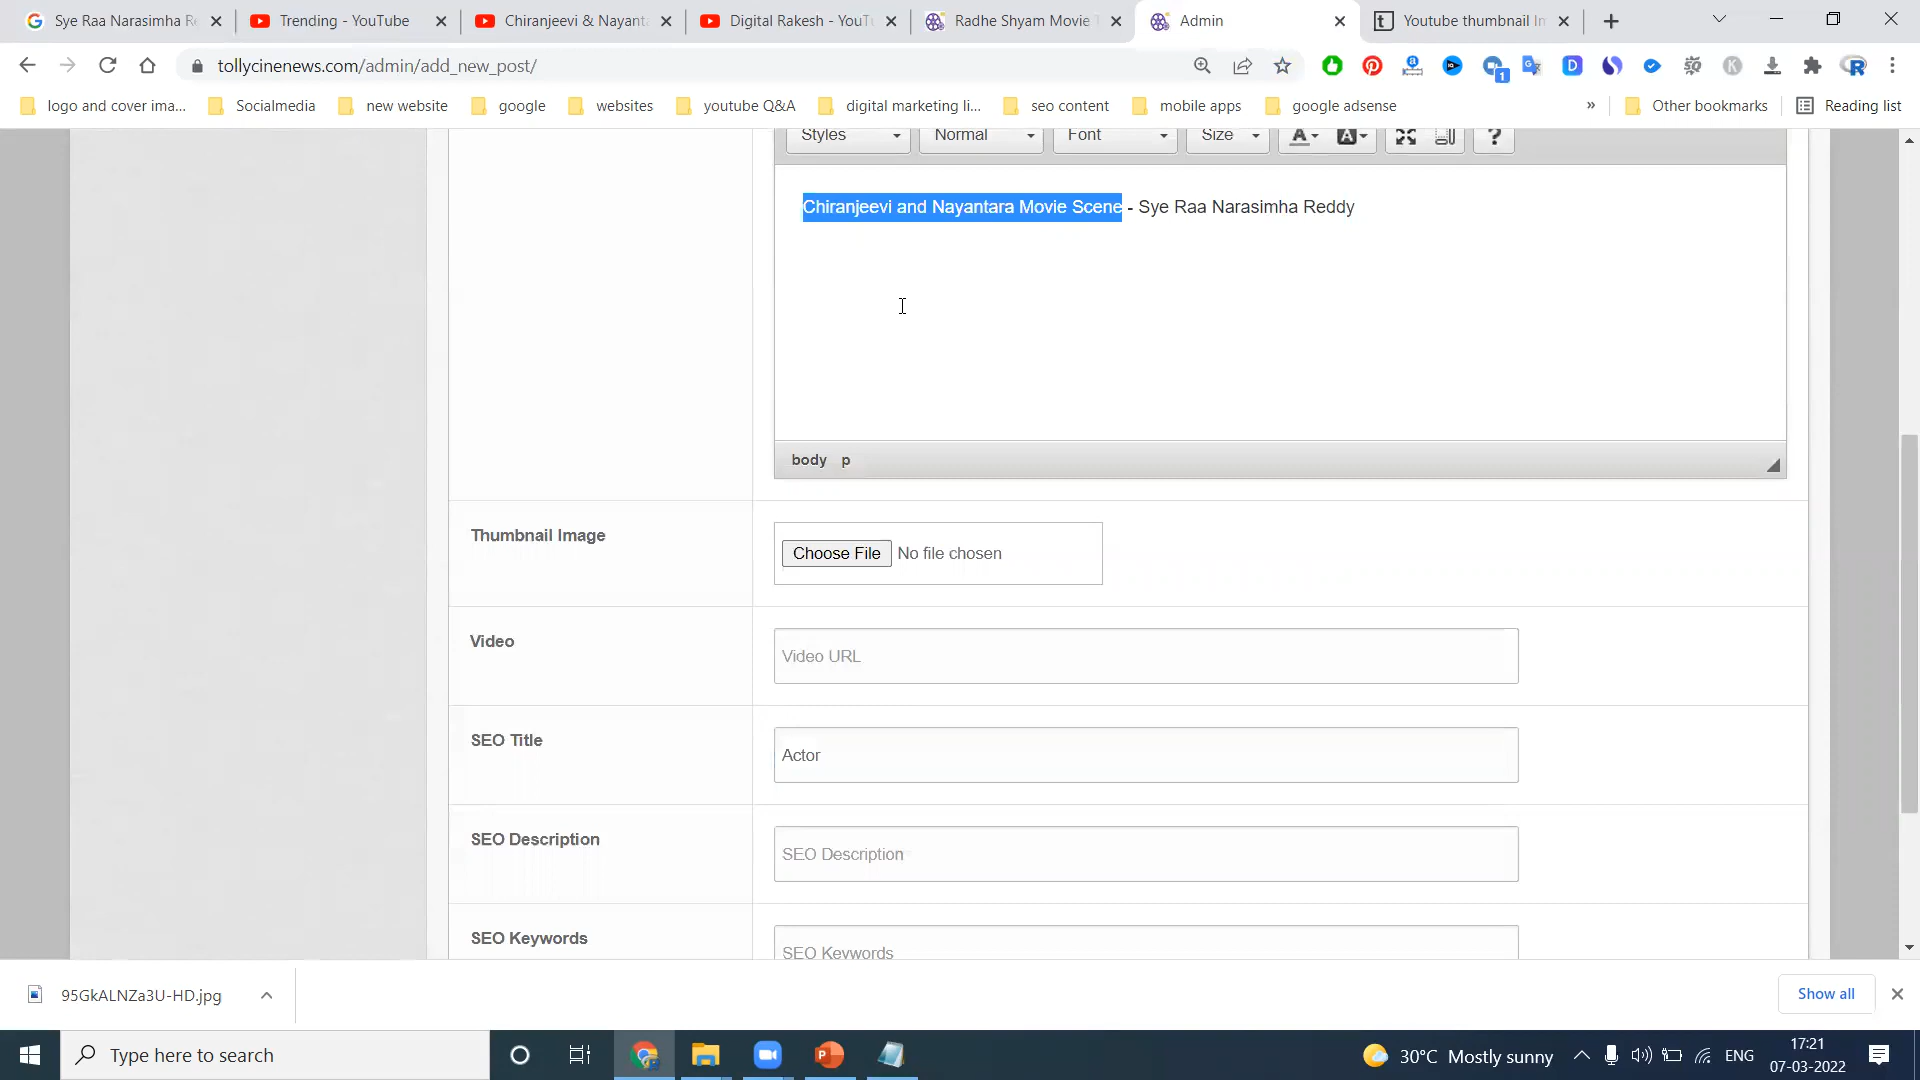 Sye Raa Narasimha Re
Trending - YouTube
Chiranjeevi & Nayant
Digital Rakesh - YouTu
Radhe Shyam Movie T
Admin
Youtube thumbnail In
tollycinenews.com/admin/add_new_post/
logo and cover ima...
Socialmedia
new website
google
websites
youtube Q&A
digital marketing li...
seo content
mobile apps
google adsense
»
Other bookmarks
Reading list
Styles
Normal
Font
Size
Chiranjeevi and Nayantara Movie Scene - Sye Raa Narasimha Reddy
body p
Thumbnail Image
Choose File No file chosen
Video
Video URL
SEO Title
Actor
SEO Description
SEO Description
SEO Keywords
SEO Keywords
95GkALNZa3U-HD.jpg
Show all
Type here to search
30°C Mostly sunny
ENG
17:21
07-03-2022